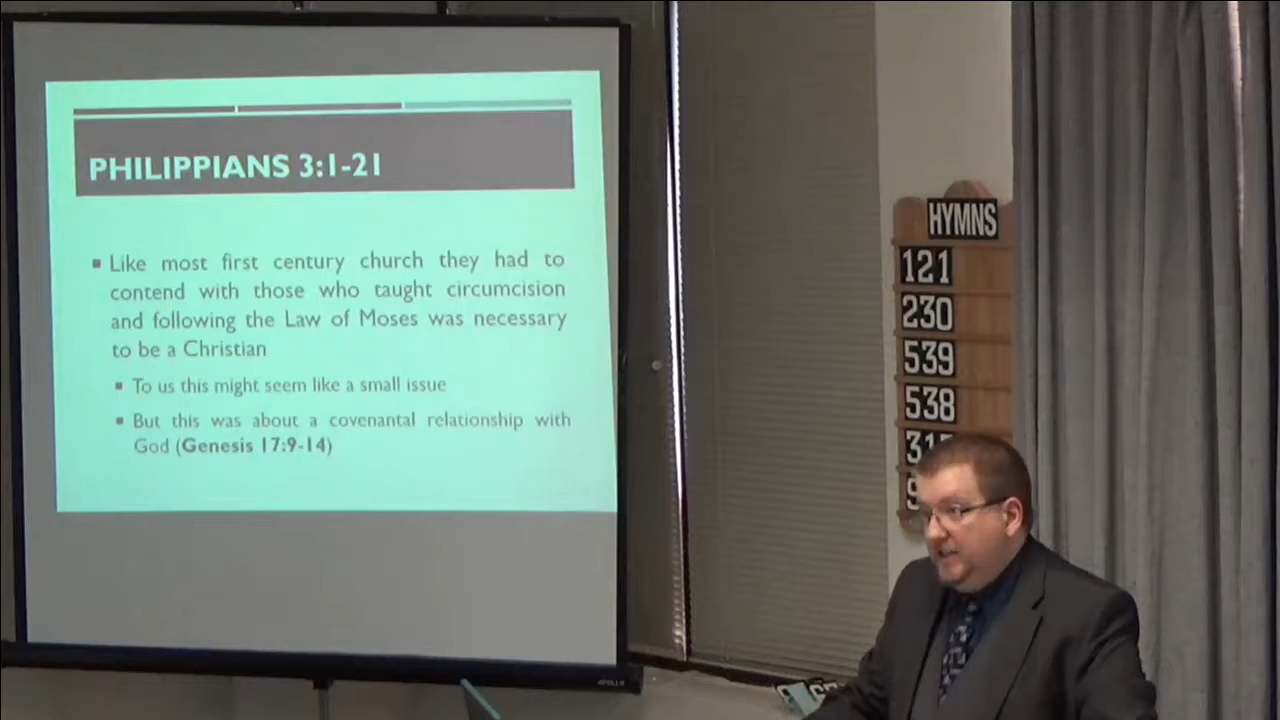 PHILIPPIANS 3:1-21
▪ Like most first century church they had to
contend with those who taught circumcision
and following the Law of Moses was necessary
to be a Christian
▪ To us this might seem like a small issue
▪ But this was about a covenantal relationship with
God (Genesis 17:9-14)
APOLLO
HYMNS
121
230
539
538